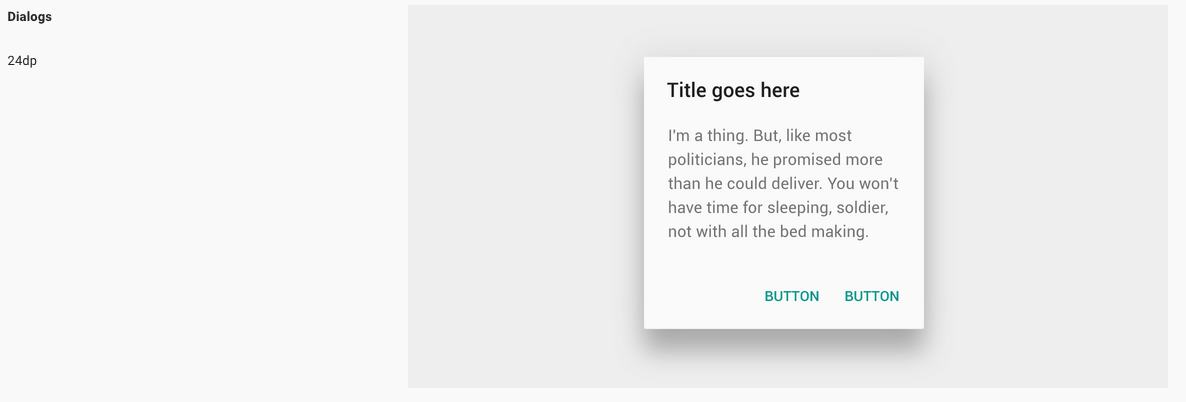 Dialogs
24dp
Title goes here
I'm a thing. But, like most
politicians, he promised more
than he could deliver. You won't
have time for sleeping, soldier,
not with all the bed making.
BUTTON BUTTON